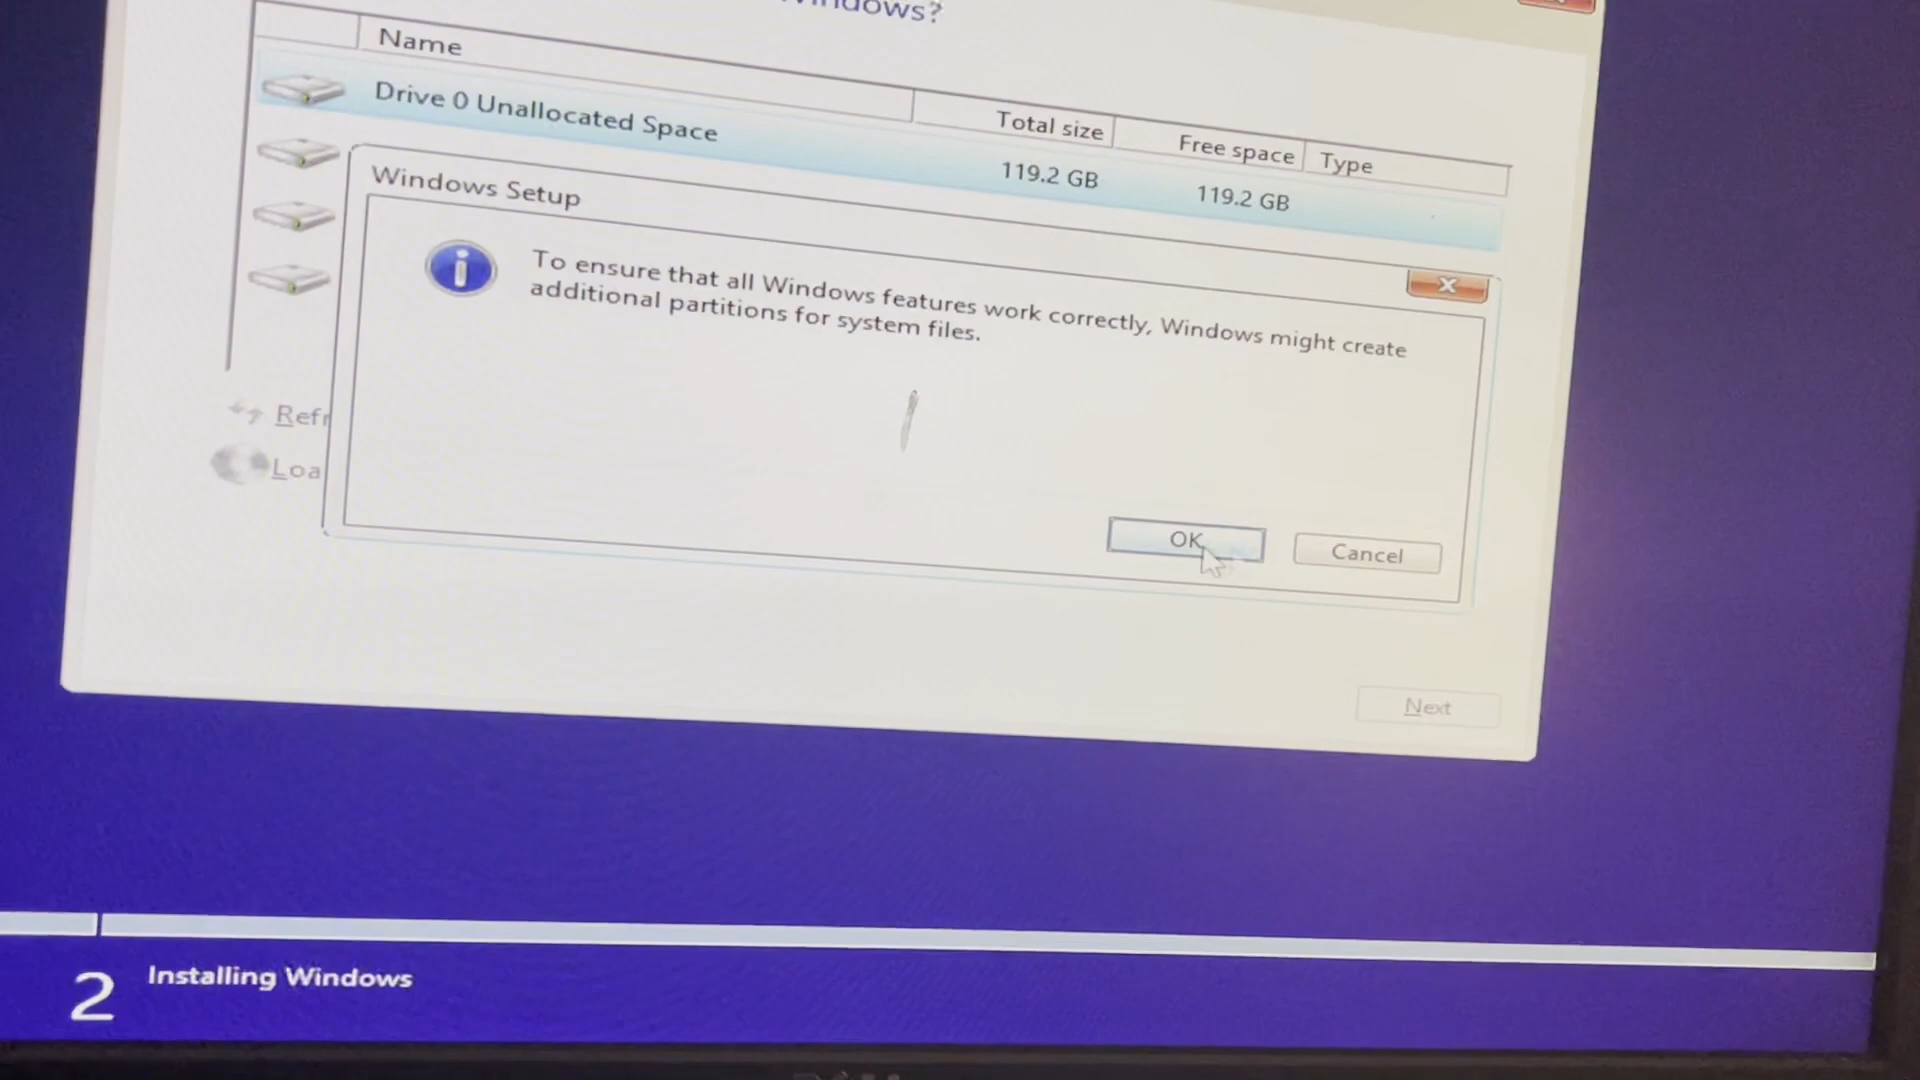 Windows?
Name
Total size
Free space
Type
Drive 0 Unallocated Space
119.2 GB
119.2 GB
Windows Setup
To ensure that all Windows features work correctly, Windows might create
additional partitions for system files.
Refr
Loa
OK
Cancel
Next
2
Installing Windows